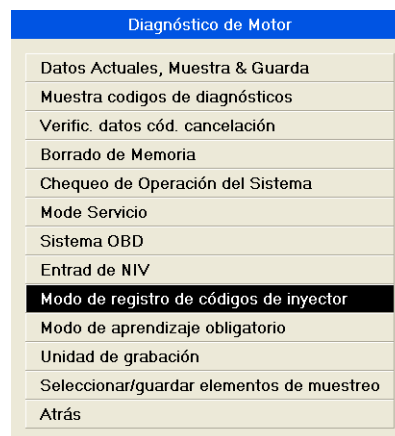 Diagnóstico de Motor
Datos Actuales, Muestra & Guarda
Muestra codigos de diagnósticos
Verific. datos cód. cancelación
Borrado de Memoria
Chequeo de Operación del Sistema
Mode Servicio
Sistema OBD
Entrad de NIV
Modo de registro de códigos de inyector
Modo de aprendizaje obligatorio
Unidad de grabación
Seleccionar/guardar elementos de muestreo
Atrás